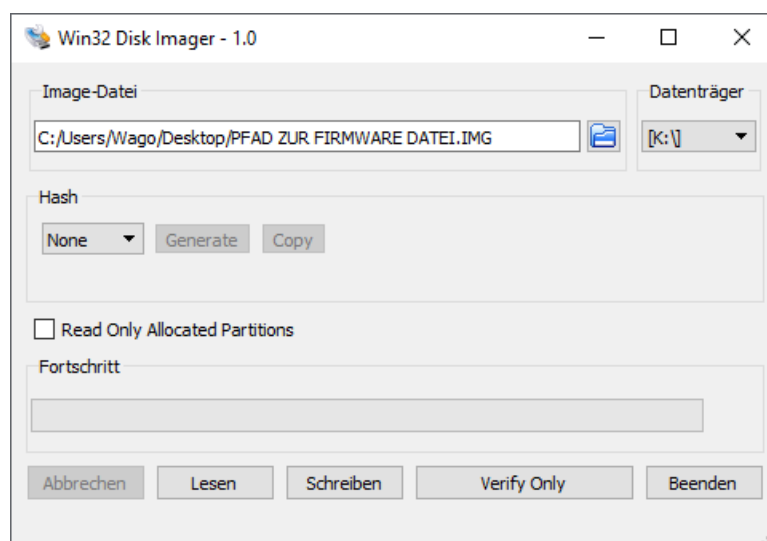 Win32 Disk Imager - 1.0
Image-Datei
Datenträger
C:/Users/Wago/Desktop/PFAD ZUR FIRMWARE DATEI.IMG
[K:\]
Hash
None
Generate
Copy
Read Only Allocated Partitions
Fortschritt
Abbrechen
Lesen
Schreiben
Verify Only
Beenden